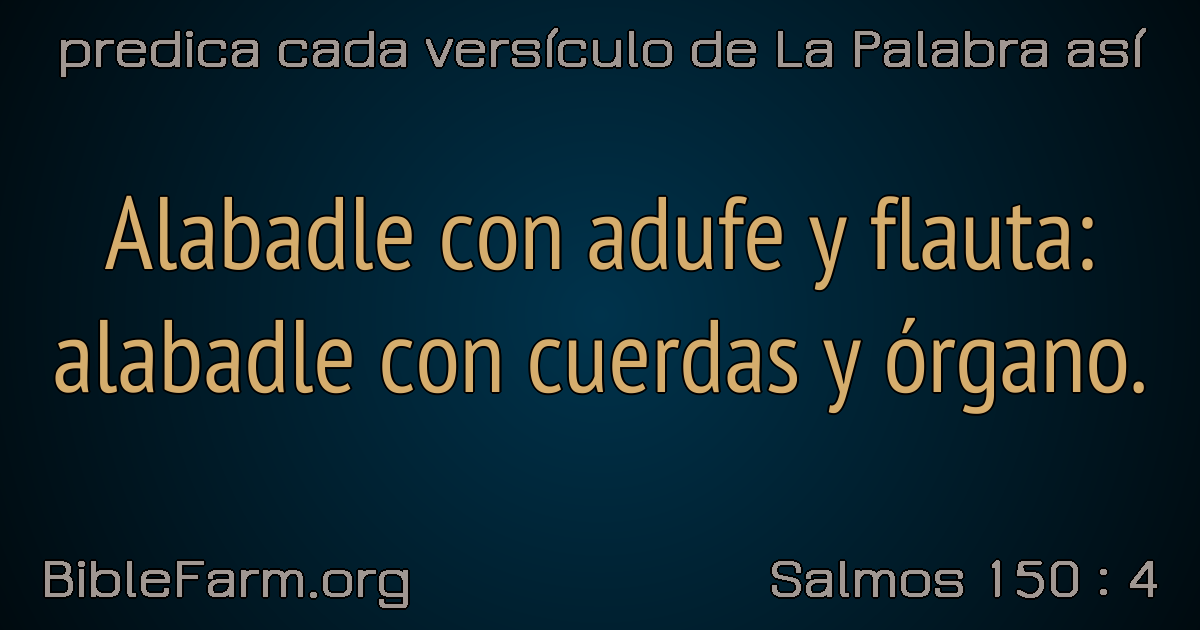 predica cada versículo de La Palabra así
Alabadle con adufe y flauta:
alabadle con cuerdas y órgano.
BibleFarm.org
Salmos 150 : 4